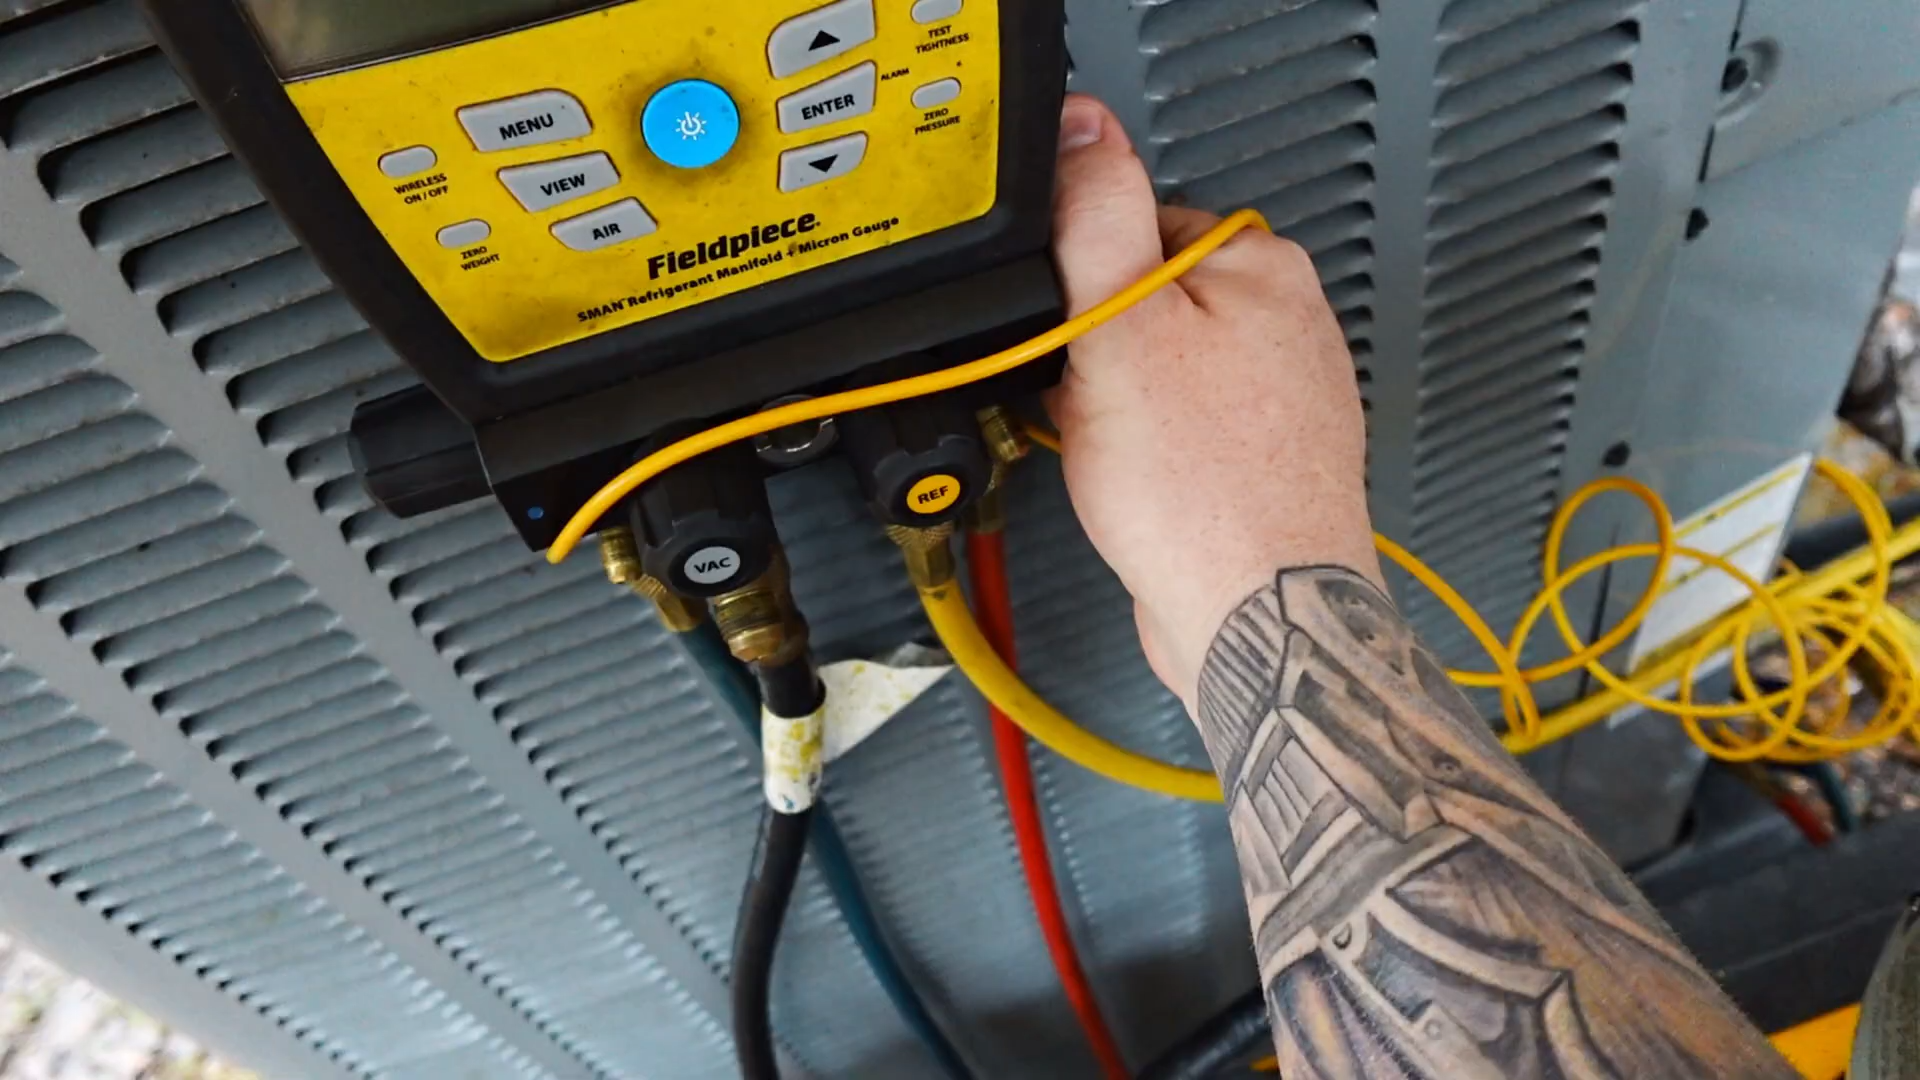 TEST
TIGHTNESS
MENU
ENTER
ALARM
ZERO
PRESSURE
WIRELESS
ON / OFF
VIEW
AIR
ZERO
WEIGHT
Fieldpiece
SMAN Refrigerant Manifold + Micron Gauge
REF
VAC